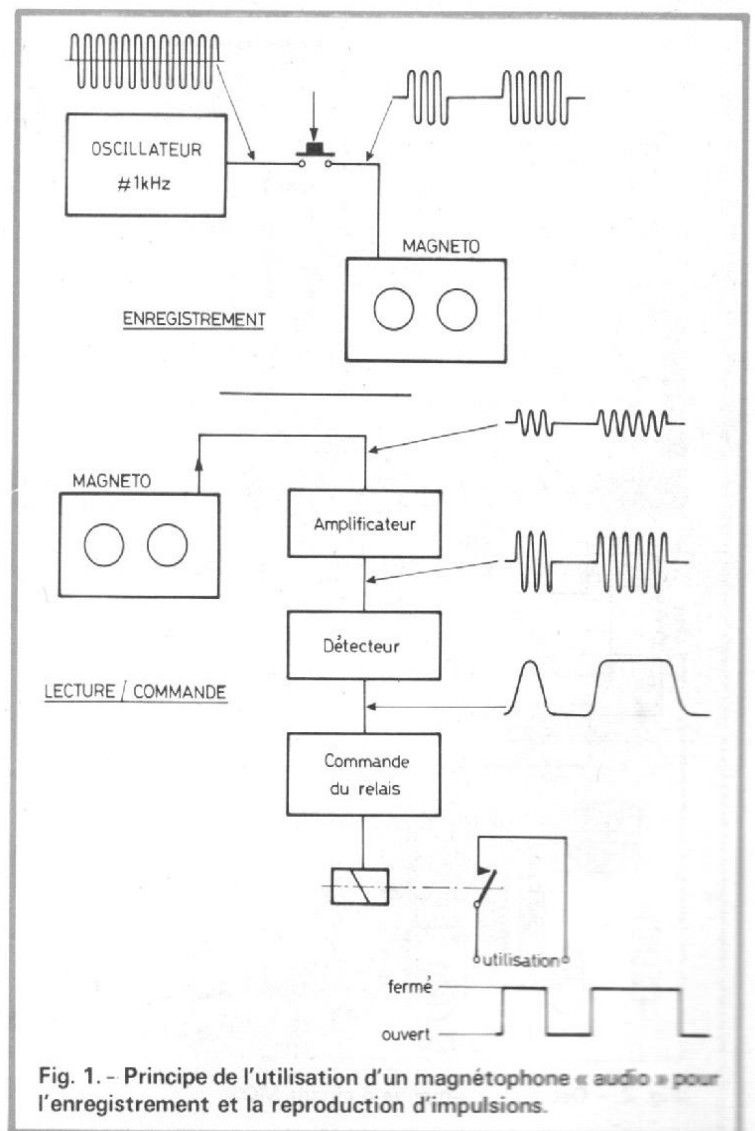 OSCILLATEUR
#1kHz
MAGNETO
ENREGISTREMENT
MAGNETO
Amplificateur
Détecteur
LECTURE / COMMANDE
Commande
du relais
utilisation
fermé
ouvert
Fig. 1. - Principe de l'utilisation d'un magnétophone « audio » pour
l'enregistrement et la reproduction d'impulsions.